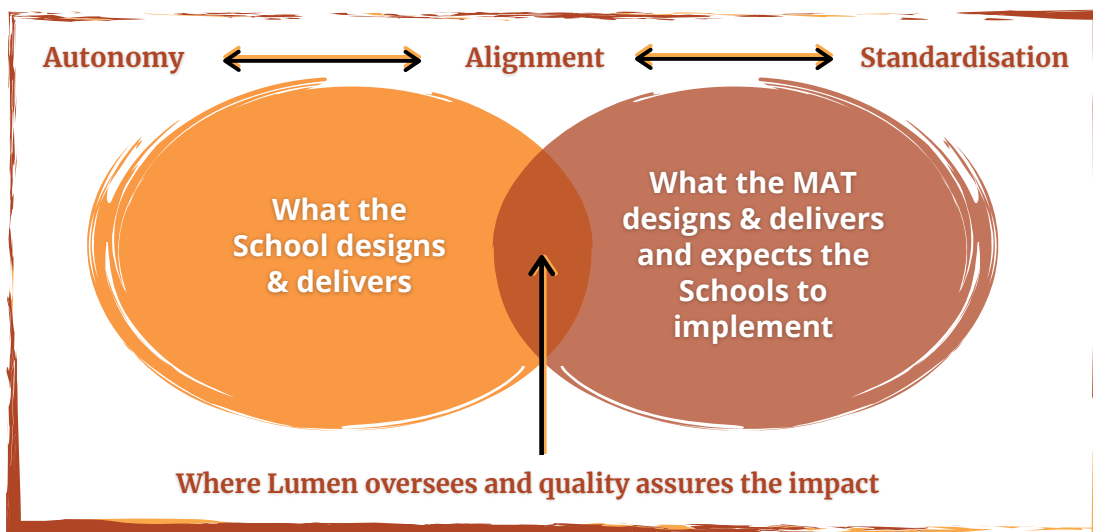 Autonomy
Alignment
Standardisation
What the
School designs
& delivers
What the MAT
designs & delivers
and expects the
Schools to
implement
Where Lumen oversees and quality assures the impact